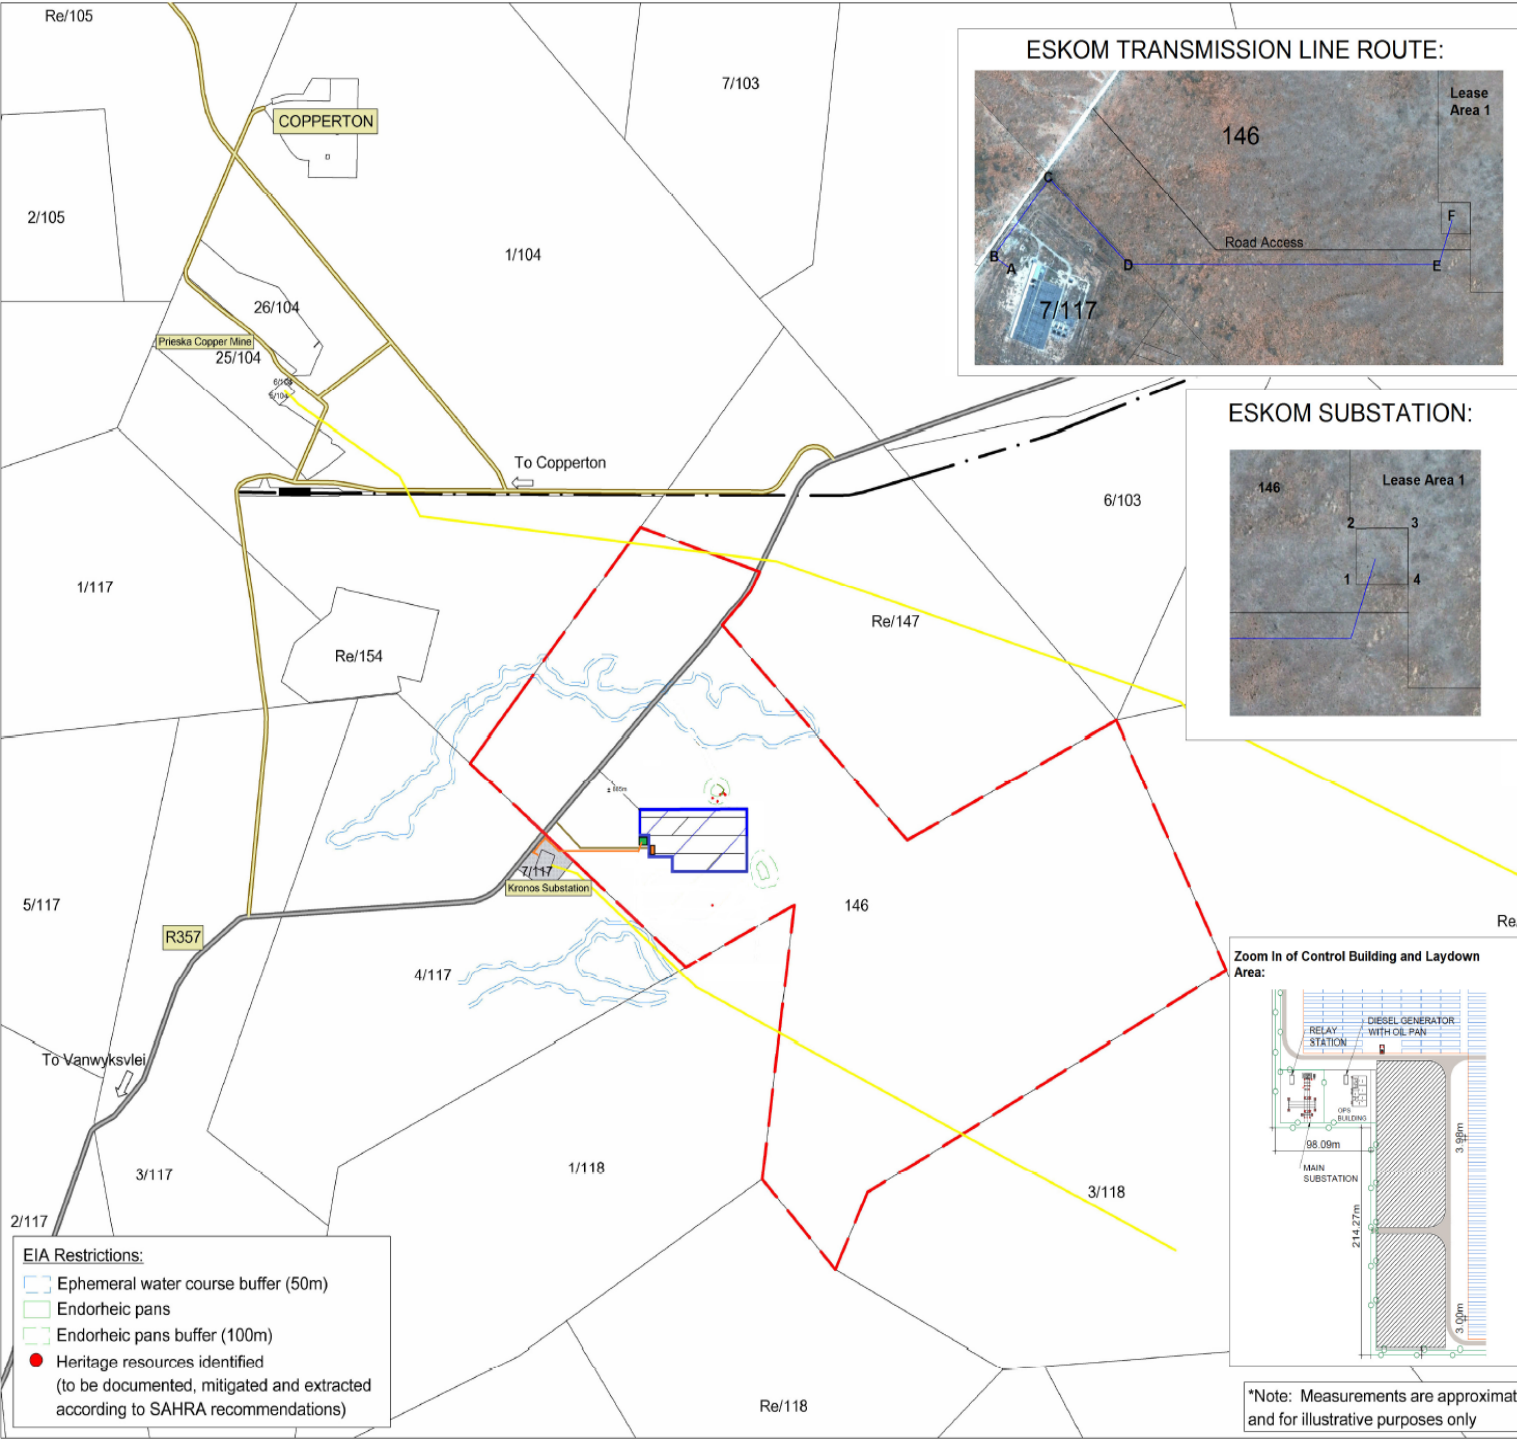 Re/105
COPPERTON
7/103
2/105
1/104
26/104
Prieska Copper Mine
25/104
To Copperton
6/103
1/117
Re/147
Re/154
± 885m
7/117
Kronos Substation
5/117
146
Re/
R357
4/117
To Vanwyksvlei
3/117
1/118
3/118
2/117
Re/118
ESKOM TRANSMISSION LINE ROUTE:
Lease
Area 1
146
C
F
Road Access
B
A
D
E
7/117
ESKOM SUBSTATION:
146
Lease Area 1
2
3
1
4
Zoom In of Control Building and Laydown
Area:
RELAY
STATION
DIESEL GENERATOR
WITH OIL PAN
OPS
BUILDING
98.09m
MAIN
SUBSTATION
3.98m
214.27m
3.00m
EIA Restrictions:
Ephemeral water course buffer (50m)
Endorheic pans
Endorheic pans buffer (100m)
Heritage resources identified
(to be documented, mitigated and extracted
according to SAHRA recommendations)
*Note: Measurements are approximat
and for illustrative purposes only